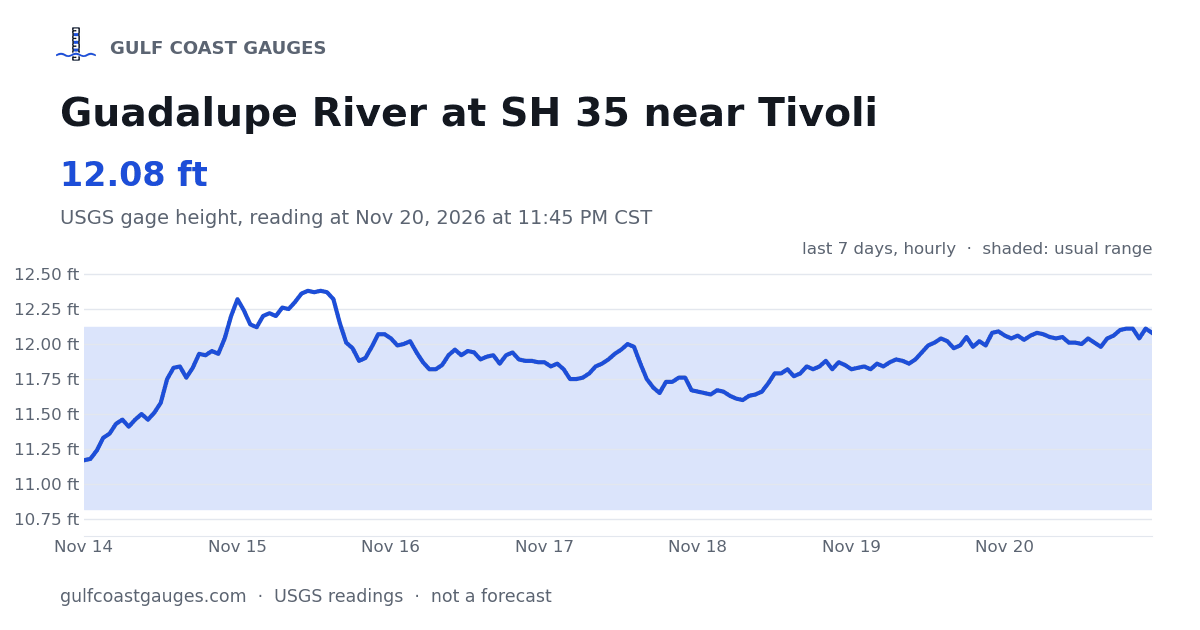 GULF COAST GAUGES
Guadalupe River at SH 35 near Tivoli
12.08 ft
USGS gage height, reading at Nov 20, 2026 at 11:45 PM CST
last 7 days, hourly · shaded: usual range
12.50 ft
12.25 ft
12.00 ft
11.75 ft
11.50 ft
11.25 ft
11.00 ft
10.75 ft
Nov 14 Nov 15 Nov 16 Nov 17 Nov 18 Nov 19 Nov 20
gulfcoastgauges.com · USGS readings · not a forecast